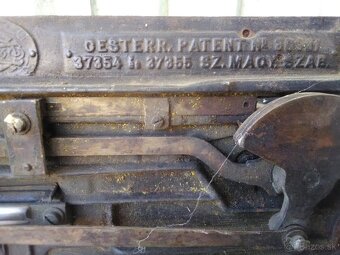 OESTERR. PATENT
37354 ü. 37355 SZ. MAGY. SZAB.